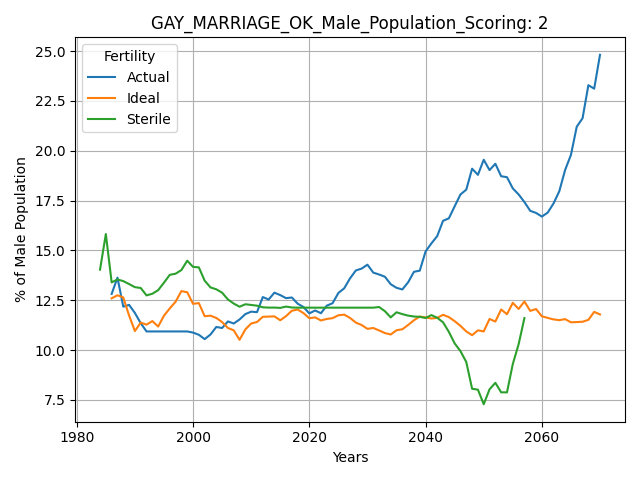 GAY_MARRIAGE_OK_Male_Population_Scoring: 2
Fertility
Actual
Ideal
Sterile
% of Male Population
25.0
22.5
20.0
17.5
15.0
12.5
10.0
7.5
1980 2000 2020 2040 2060
Years